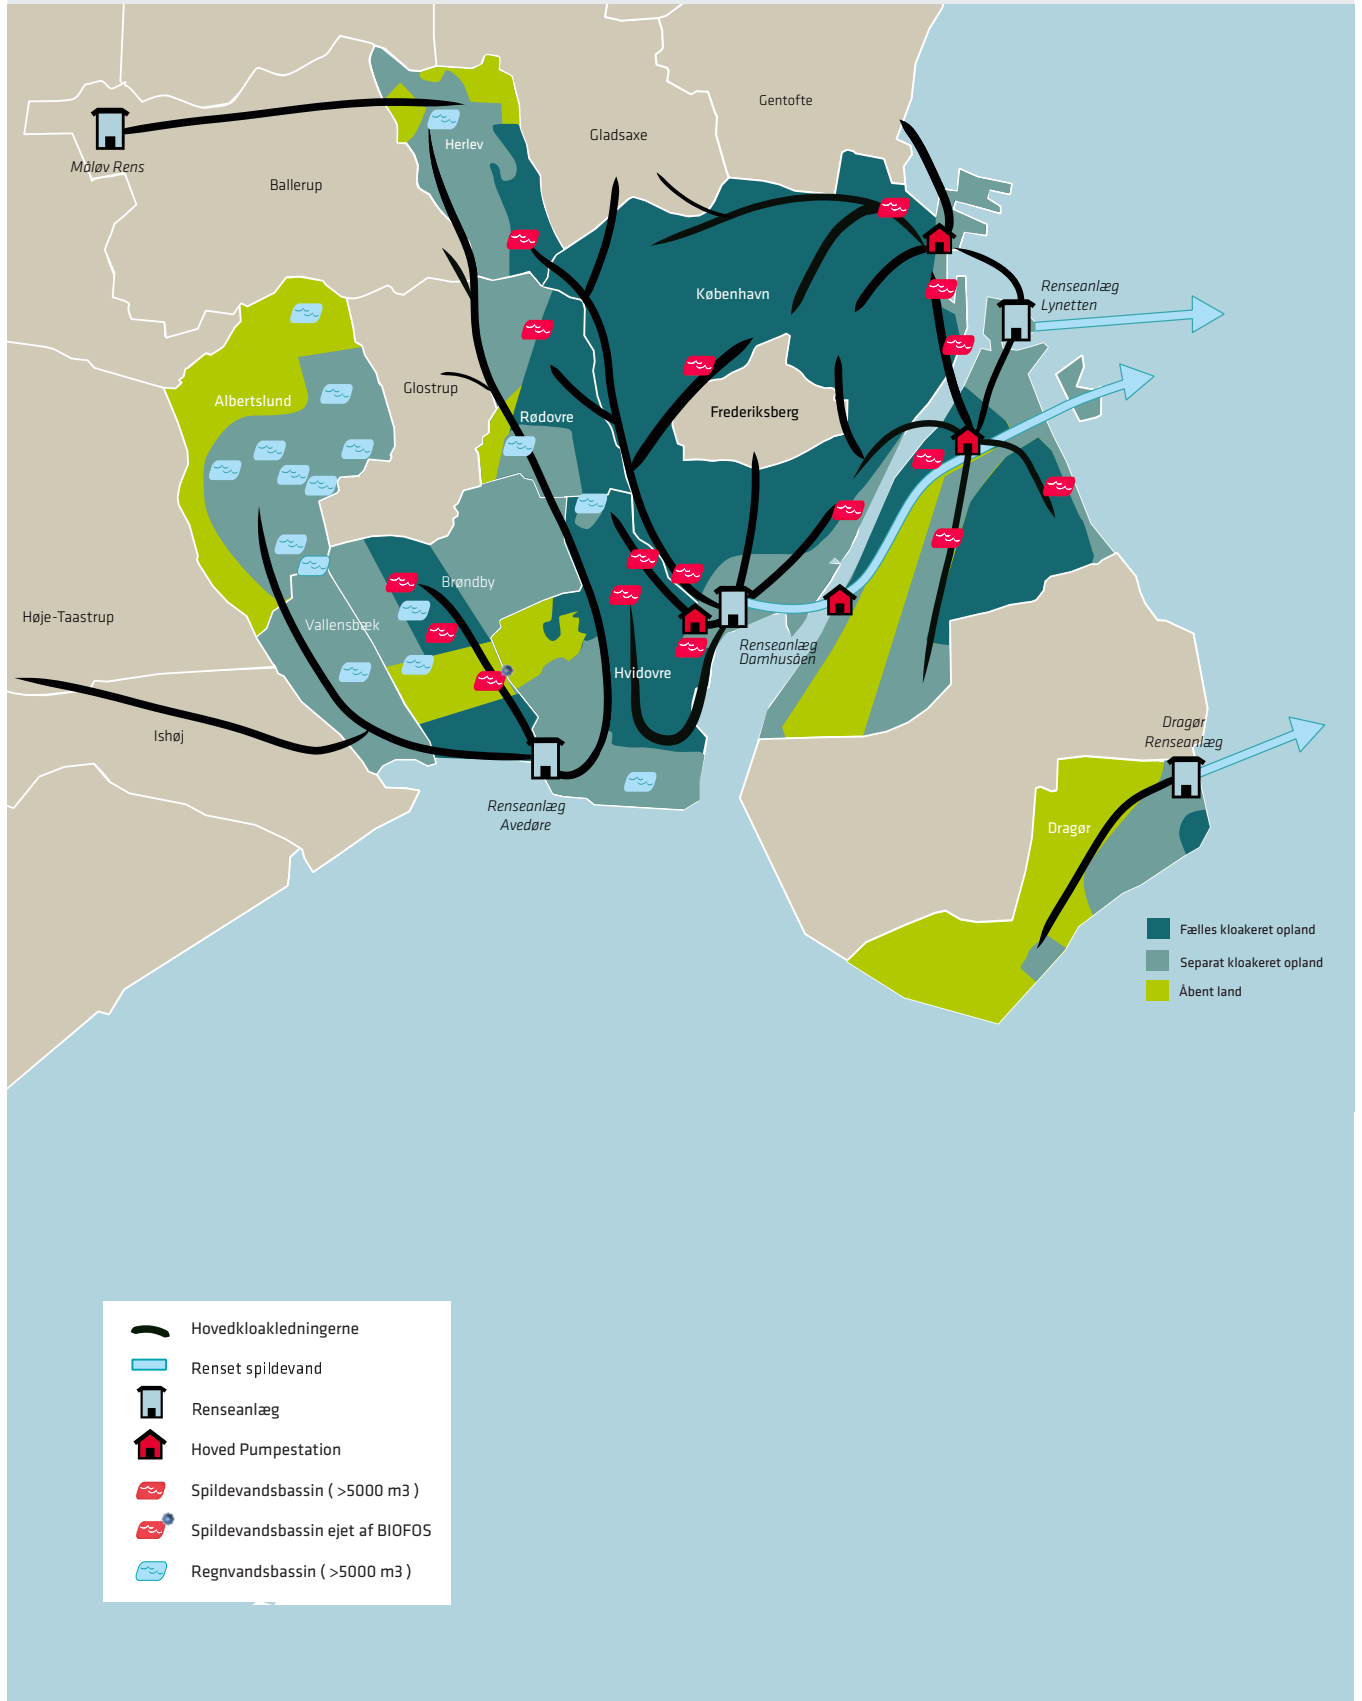 Gentofte
Gladsaxe
Herlev
Måløv Rens
Ballerup
København
Renseanlæg
Lynetten
Glostrup
Albertslund
Rødovre
Frederiksberg
Brøndby
Høje-Taastrup
Vallensbæk
Renseanlæg
Damhusåen
Hvidovre
Ishøj
Dragør
Renseanlæg
Renseanlæg
Avedøre
Dragør
Fælles kloakeret opland
Separat kloakeret opland
Åbent land
Hovedkloakledningerne
Renset spildevand
Renseanlæg
Hoved Pumpestation
Spildevandsbassin ( >5000 m3 )
Spildevandsbassin ejet af BIOFOS
Regnvandsbassin ( >5000 m3 )